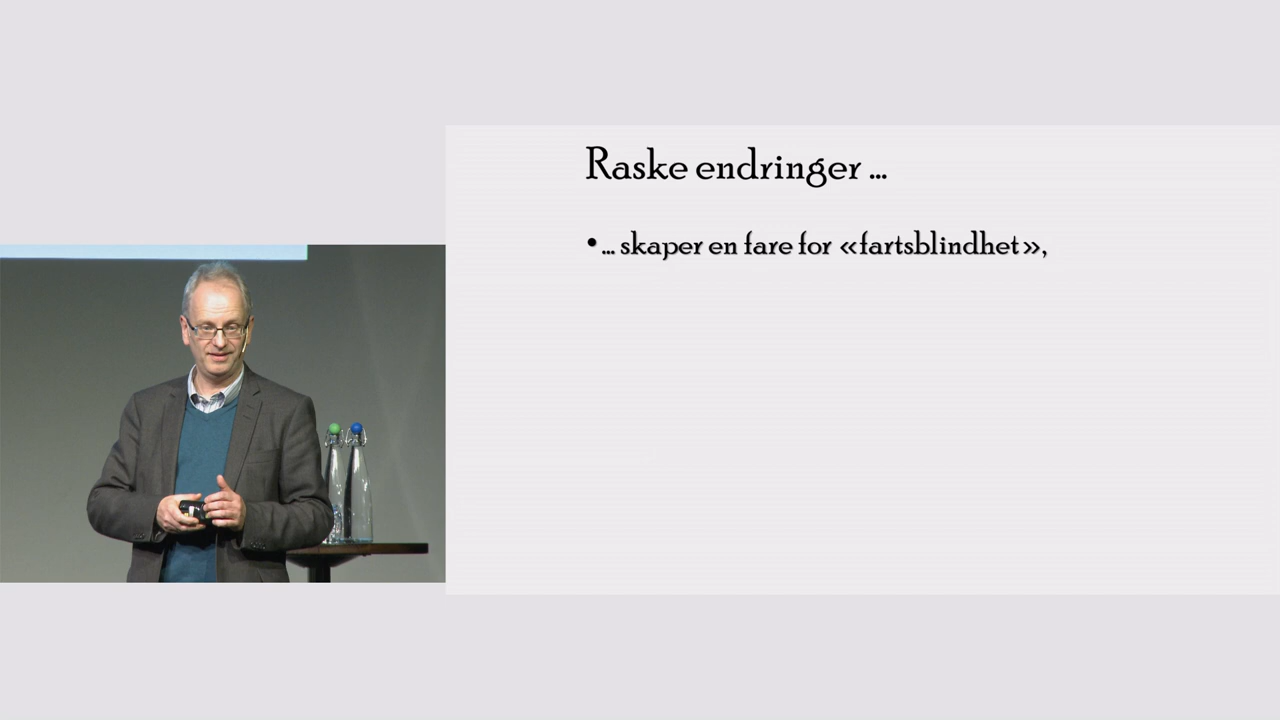 Raske endringer ...
• ... skaper en fare for «fartsblindhet»,